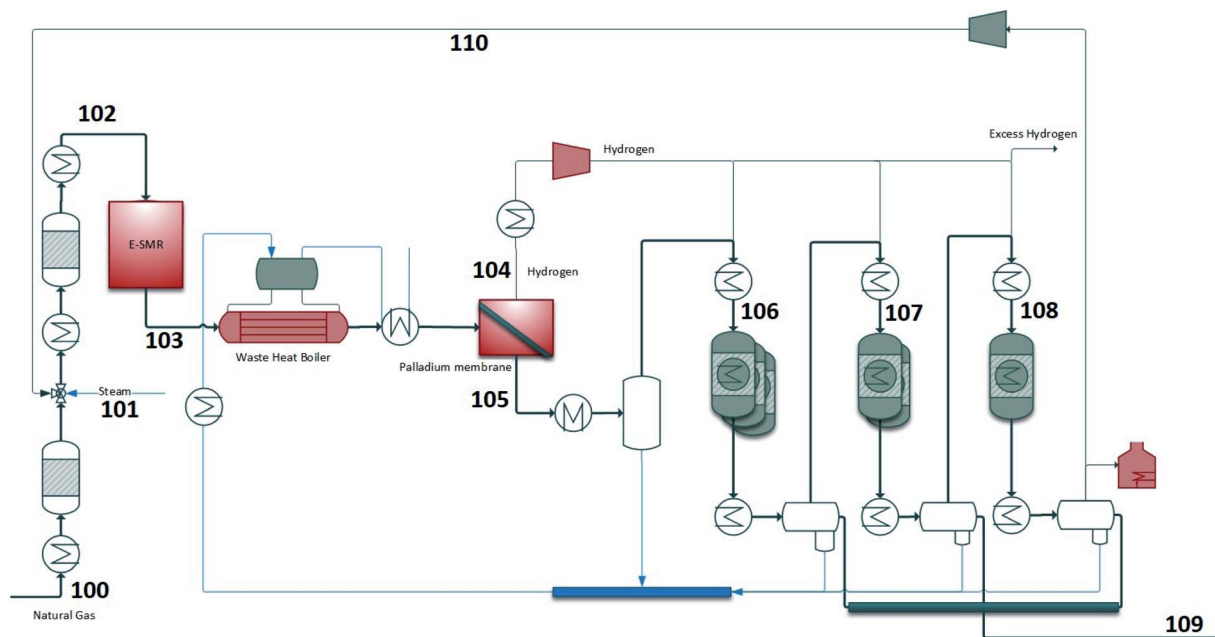 110
102
Excess Hydrogen
Hydrogen
E-SMR
104
Hydrogen
106
107
108
103
Waste Heat Boiler
Palladium membrane
105
Steam
101
100
Natural Gas
109